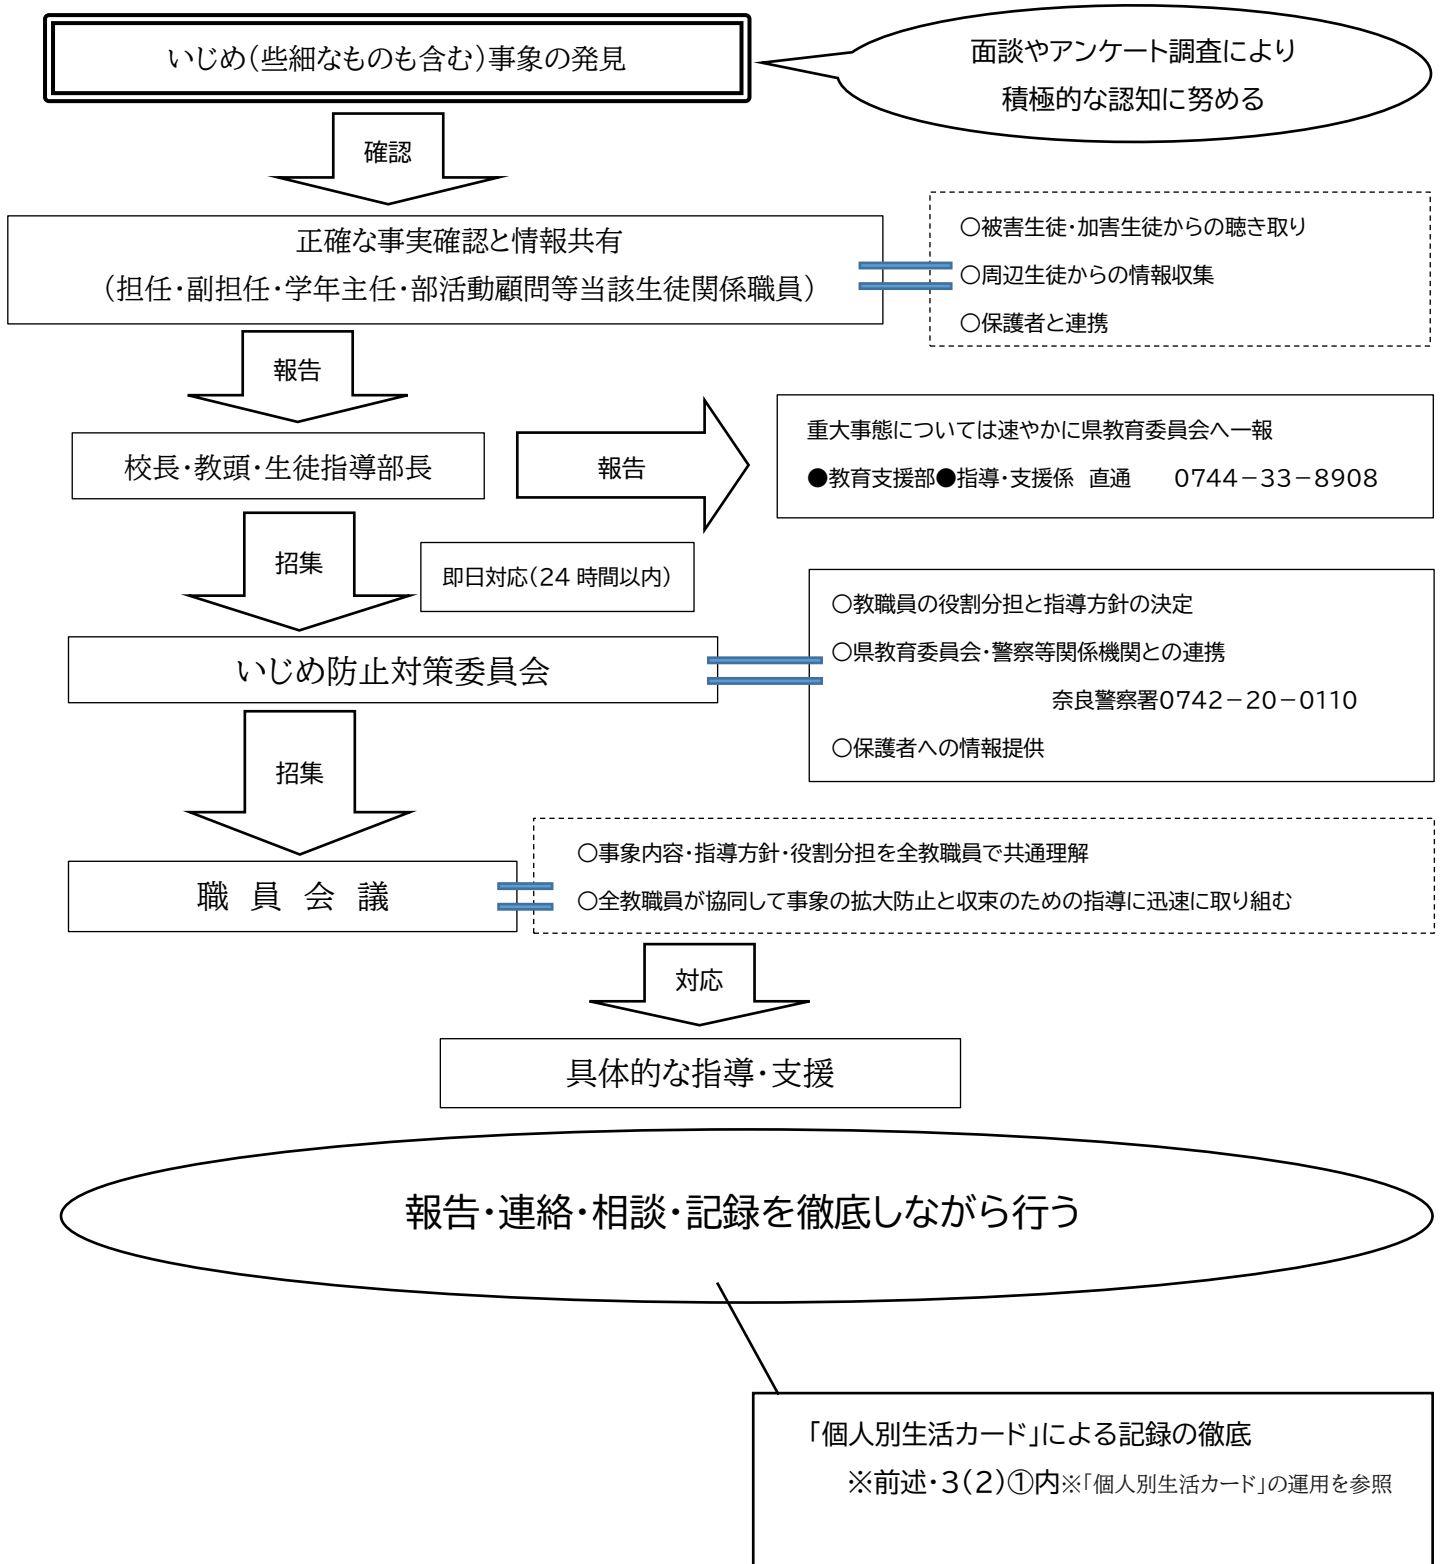 いじめ（些細なものも含む）事象の発見
面談やアンケート調査により
積極的な認知に努める
確認
正確な事実確認と情報共有
（担任・副担任・学年主任・部活動顧問等当該生徒関係職員）
○被害生徒・加害生徒からの聴き取り
○周辺生徒からの情報収集
○保護者と連携
報告
校長・教頭・生徒指導部長
報告
重大事態については速やかに県教育委員会へ一報
●教育支援部●指導・支援係 直通　0744－33－8908
招集
即日対応（24 時間以内）
いじめ防止対策委員会
○教職員の役割分担と指導方針の決定
○県教育委員会・警察等関係機関との連携
奈良警察署0742－20－0110
○保護者への情報提供
招集
職 員 会 議
○事象内容・指導方針・役割分担を全教職員で共通理解
○全教職員が協同して事象の拡大防止と収束のための指導に迅速に取り組む
対応
具体的な指導・支援
報告・連絡・相談・記録を徹底しながら行う
「個人別生活カード」による記録の徹底
※前述・3（2）①内※「個人別生活カード」の運用を参照